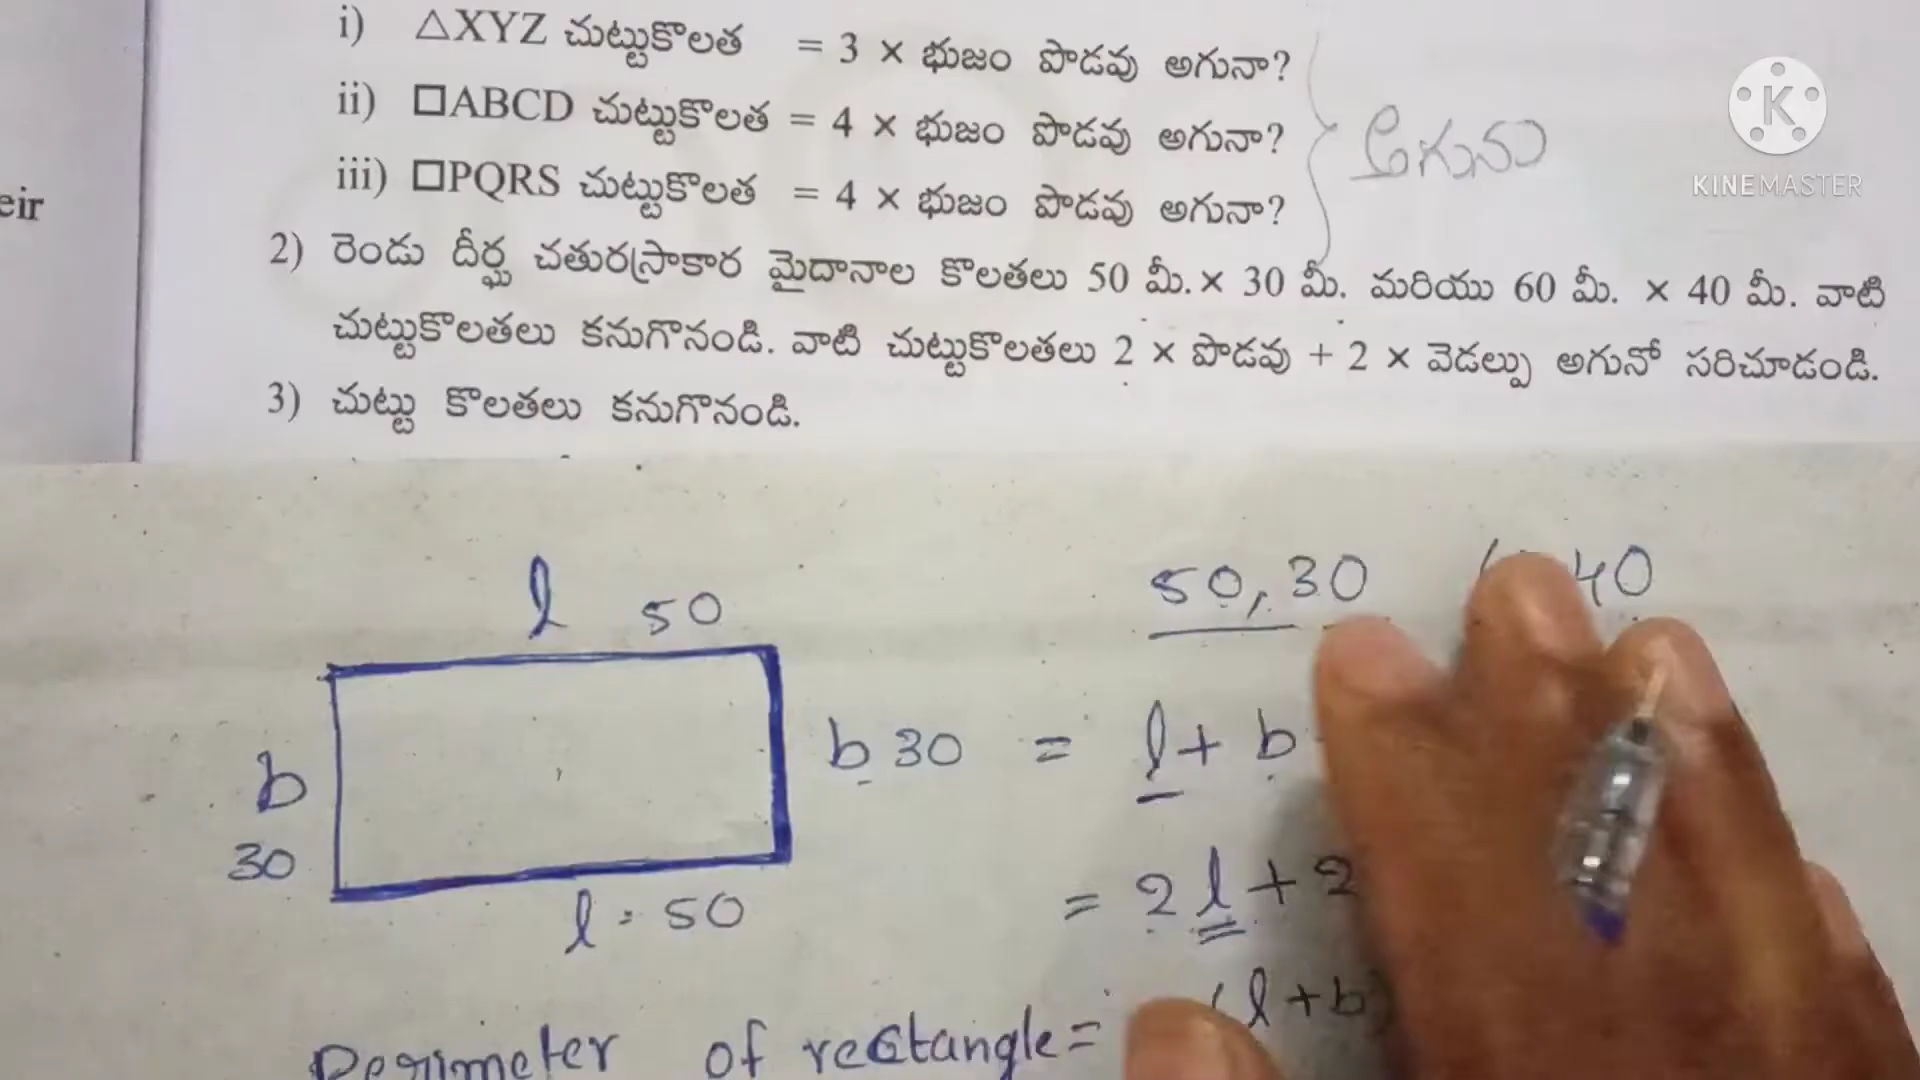 i) △XYZ చుట్టుకొలత = 3 × భుజం పొడవు అగునా?
ii) □ABCD చుట్టుకొలత = 4 × భుజం పొడవు అగునా?
iii) □PQRS చుట్టుకొలత = 4 × భుజం పొడవు అగునా?
అగును
KINEMASTER
eir
2) రెండు దీర్ఘ చతురస్రాకార మైదానాల కొలతలు 50 మీ. × 30 మీ. మరియు 60 మీ. × 40 మీ. వాటి
చుట్టుకొలతలు కనుగొనండి. వాటి చుట్టుకొలతలు 2 × పొడవు + 2 × వెడల్పు అగునో సరిచూడండి.
3) చుట్టు కొలతలు కనుగొనండి.
l 50
50, 30 40
b 30 = l + b
b
30
= 2l + 2
l = 50
(l + b)
Perimeter of rectangle =